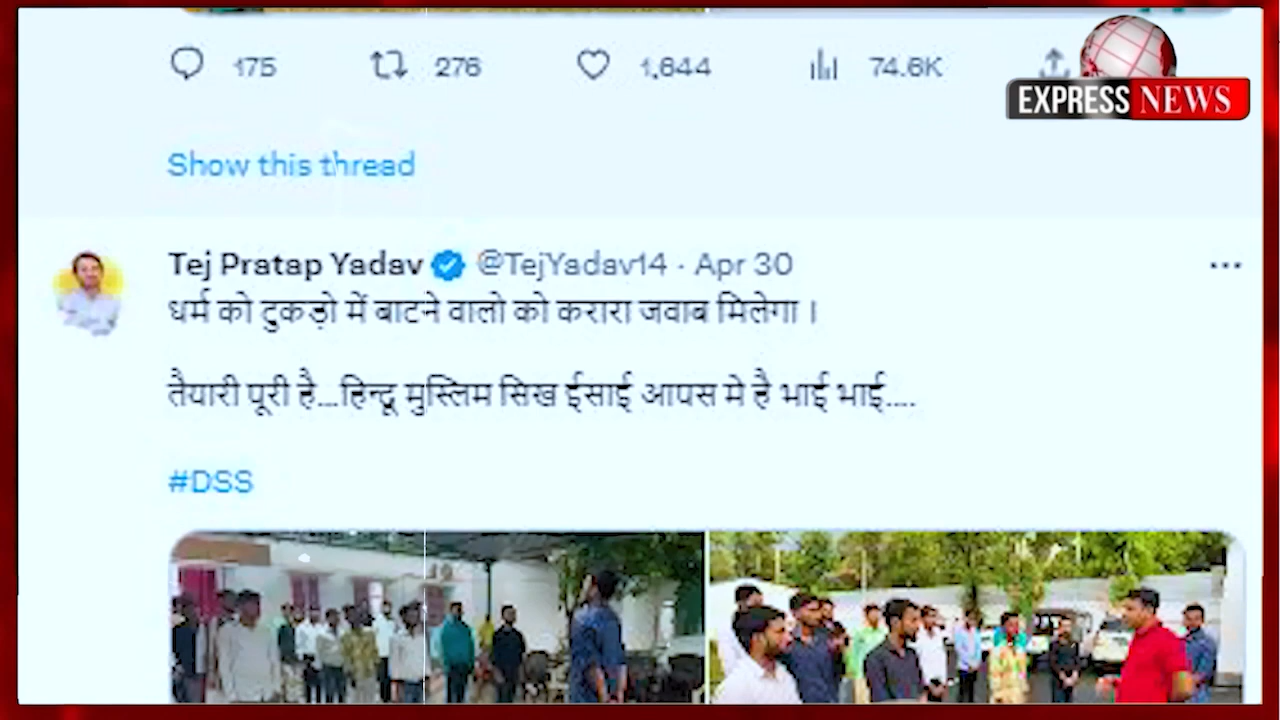 175 276 1,644 74.6K
EXPRESS NEWS
Show this thread
Tej Pratap Yadav @TejYadav14 · Apr 30
धर्म को टुकड़ो में बाटने वालो को करारा जवाब मिलेगा ।
तैयारी पूरी है...हिन्दू मुस्लिम सिख ईसाई आपस मे है भाई भाई....
#DSS